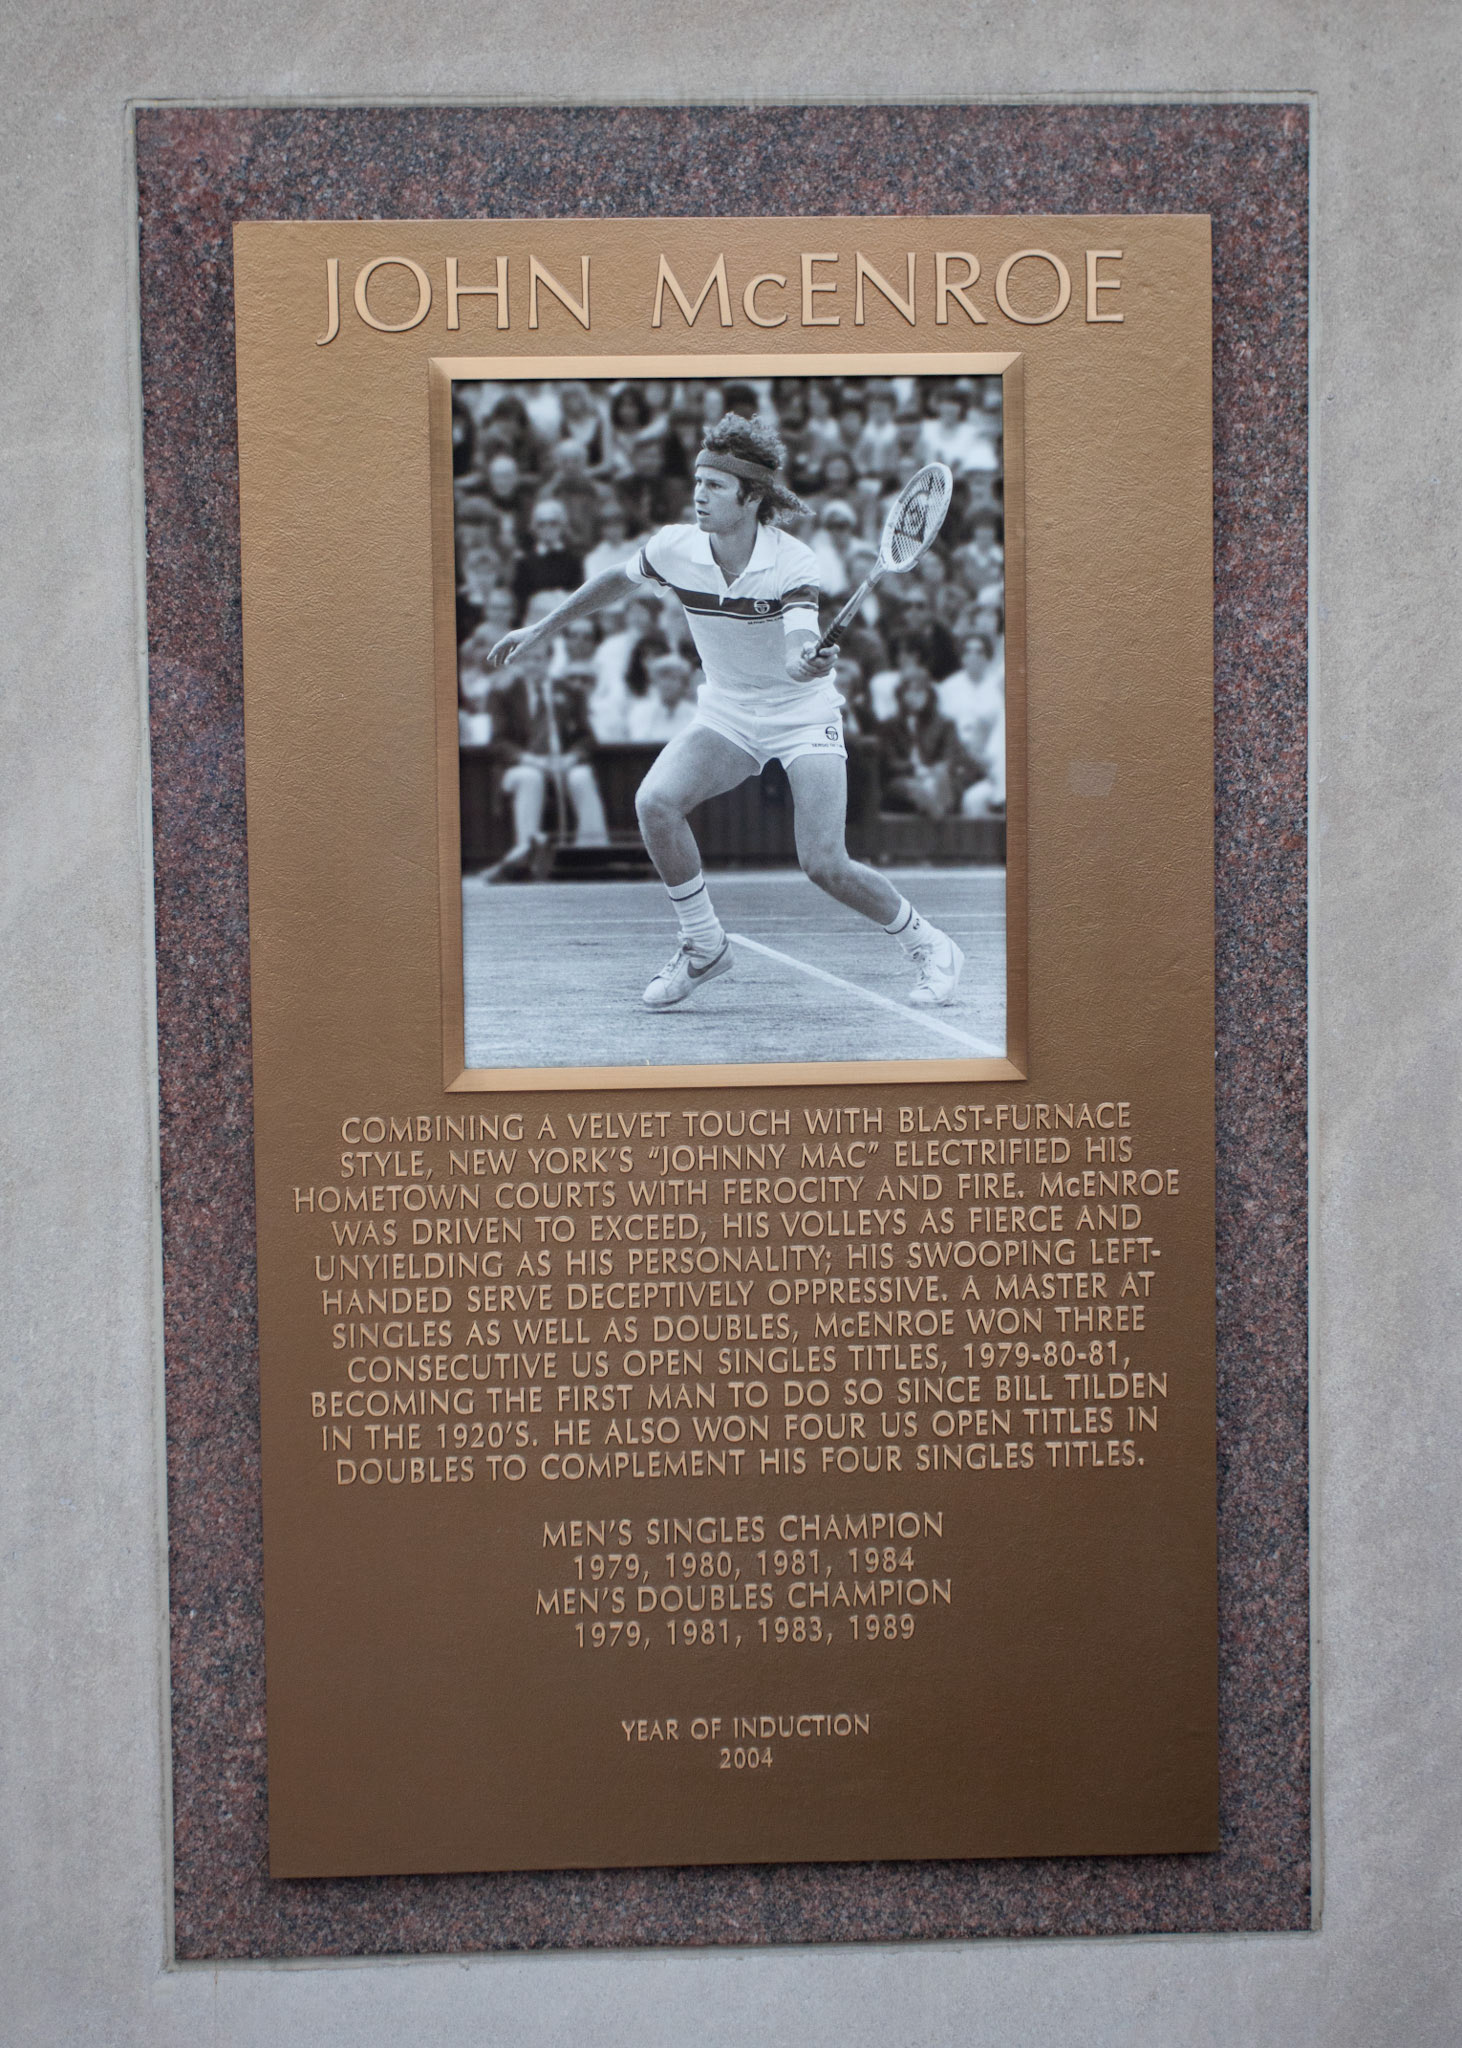 JOHN McENROE
COMBINING A VELVET TOUCH WITH BLAST-FURNACE
STYLE, NEW YORK'S "JOHNNY MAC" ELECTRIFIED HIS
HOMETOWN COURTS WITH FEROCITY AND FIRE. McENROE
WAS DRIVEN TO EXCEED, HIS VOLLEYS AS FIERCE AND
UNYIELDING AS HIS PERSONALITY; HIS SWOOPING LEFT-
HANDED SERVE DECEPTIVELY OPPRESSIVE. A MASTER AT
SINGLES AS WELL AS DOUBLES, McENROE WON THREE
CONSECUTIVE US OPEN SINGLES TITLES, 1979-80-81,
BECOMING THE FIRST MAN TO DO SO SINCE BILL TILDEN
IN THE 1920'S. HE ALSO WON FOUR US OPEN TITLES IN
DOUBLES TO COMPLEMENT HIS FOUR SINGLES TITLES.
MEN'S SINGLES CHAMPION
1979, 1980, 1981, 1984
MEN'S DOUBLES CHAMPION
1979, 1981, 1983, 1989
YEAR OF INDUCTION
2004